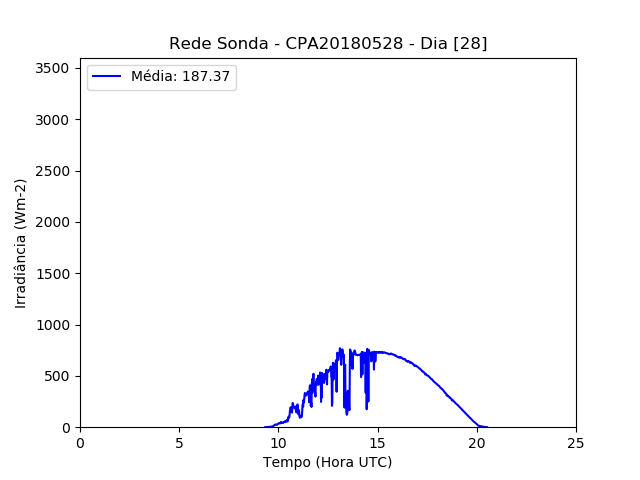 Rede Sonda - CPA20180528 - Dia [28]
Média: 187.37
3500
3000
2500
2000
1500
1000
500
0
Irradiância (Wm-2)
0 5 10 15 20 25
Tempo (Hora UTC)